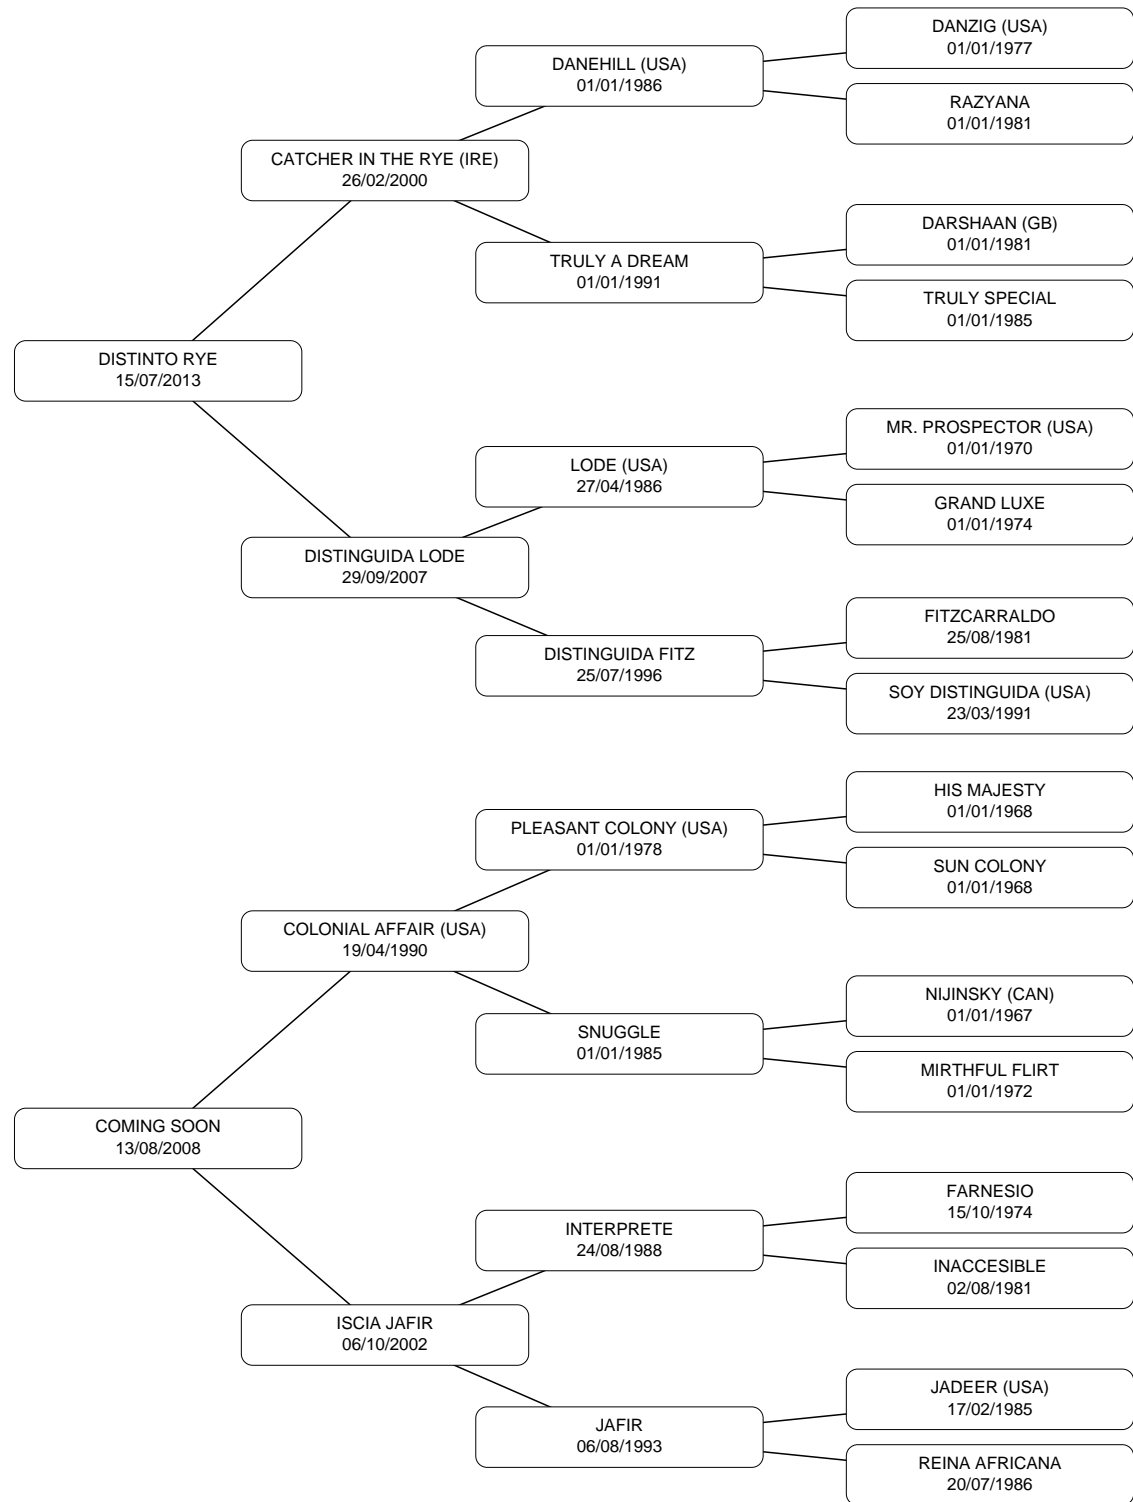 DANZIG (USA)
01/01/1977
DANEHILL (USA)
01/01/1986
RAZYANA
01/01/1981
CATCHER IN THE RYE (IRE)
26/02/2000
DARSHAAN (GB)
01/01/1981
TRULY A DREAM
01/01/1991
TRULY SPECIAL
01/01/1985
DISTINTO RYE
15/07/2013
MR. PROSPECTOR (USA)
01/01/1970
LODE (USA)
27/04/1986
GRAND LUXE
01/01/1974
DISTINGUIDA LODE
29/09/2007
FITZCARRALDO
25/08/1981
DISTINGUIDA FITZ
25/07/1996
SOY DISTINGUIDA (USA)
23/03/1991
HIS MAJESTY
01/01/1968
PLEASANT COLONY (USA)
01/01/1978
SUN COLONY
01/01/1968
COLONIAL AFFAIR (USA)
19/04/1990
NIJINSKY (CAN)
01/01/1967
SNUGGLE
01/01/1985
MIRTHFUL FLIRT
01/01/1972
COMING SOON
13/08/2008
FARNESIO
15/10/1974
INTERPRETE
24/08/1988
INACCESIBLE
02/08/1981
ISCIA JAFIR
06/10/2002
JADEER (USA)
17/02/1985
JAFIR
06/08/1993
REINA AFRICANA
20/07/1986